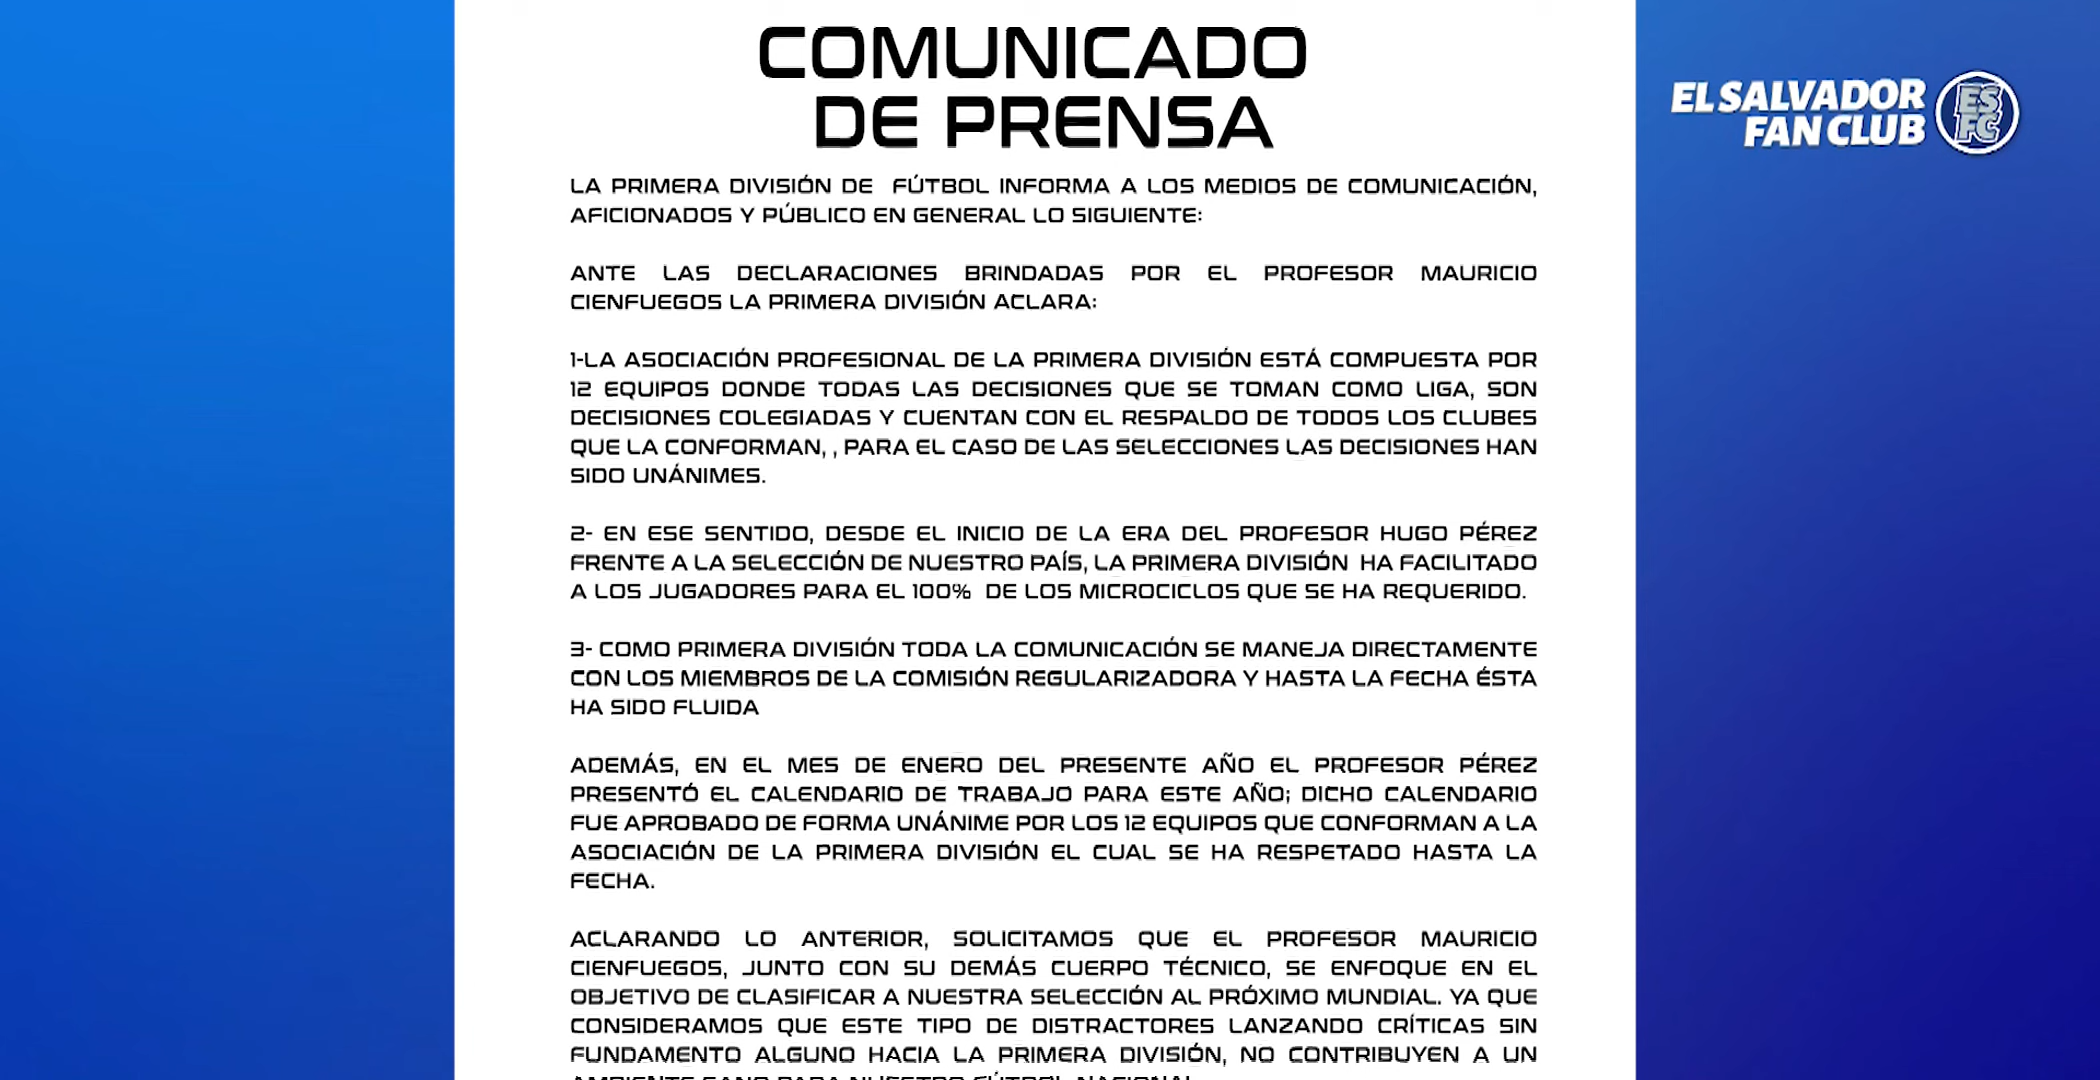 COMUNICADO
DE PRENSA
EL SALVADOR
FAN CLUB
ES
FC
LA PRIMERA DIVISIÓN DE FÚTBOL INFORMA A LOS MEDIOS DE COMUNICACIÓN,
AFICIONADOS Y PÚBLICO EN GENERAL LO SIGUIENTE:
ANTE LAS DECLARACIONES BRINDADAS POR EL PROFESOR MAURICIO
CIENFUEGOS LA PRIMERA DIVISIÓN ACLARA:
1-LA ASOCIACIÓN PROFESIONAL DE LA PRIMERA DIVISIÓN ESTÁ COMPUESTA POR
12 EQUIPOS DONDE TODAS LAS DECISIONES QUE SE TOMAN COMO LIGA, SON
DECISIONES COLEGIADAS Y CUENTAN CON EL RESPALDO DE TODOS LOS CLUBES
QUE LA CONFORMAN, , PARA EL CASO DE LAS SELECCIONES LAS DECISIONES HAN
SIDO UNÁNIMES.
2- EN ESE SENTIDO, DESDE EL INICIO DE LA ERA DEL PROFESOR HUGO PÉREZ
FRENTE A LA SELECCIÓN DE NUESTRO PAÍS, LA PRIMERA DIVISIÓN HA FACILITADO
A LOS JUGADORES PARA EL 100% DE LOS MICROCICLOS QUE SE HA REQUERIDO.
3- COMO PRIMERA DIVISIÓN TODA LA COMUNICACIÓN SE MANEJA DIRECTAMENTE
CON LOS MIEMBROS DE LA COMISIÓN REGULARIZADORA Y HASTA LA FECHA ÉSTA
HA SIDO FLUIDA
ADEMÁS, EN EL MES DE ENERO DEL PRESENTE AÑO EL PROFESOR PÉREZ
PRESENTÓ EL CALENDARIO DE TRABAJO PARA ESTE AÑO; DICHO CALENDARIO
FUE APROBADO DE FORMA UNÁNIME POR LOS 12 EQUIPOS QUE CONFORMAN A LA
ASOCIACIÓN DE LA PRIMERA DIVISIÓN EL CUAL SE HA RESPETADO HASTA LA
FECHA.
ACLARANDO LO ANTERIOR, SOLICITAMOS QUE EL PROFESOR MAURICIO
CIENFUEGOS, JUNTO CON SU DEMÁS CUERPO TÉCNICO, SE ENFOQUE EN EL
OBJETIVO DE CLASIFICAR A NUESTRA SELECCIÓN AL PRÓXIMO MUNDIAL. YA QUE
CONSIDERAMOS QUE ESTE TIPO DE DISTRACTORES LANZANDO CRÍTICAS SIN
FUNDAMENTO ALGUNO HACIA LA PRIMERA DIVISIÓN, NO CONTRIBUYEN A UN
AMBIENTE SANO PARA NUESTRO FÚTBOL NACIONAL